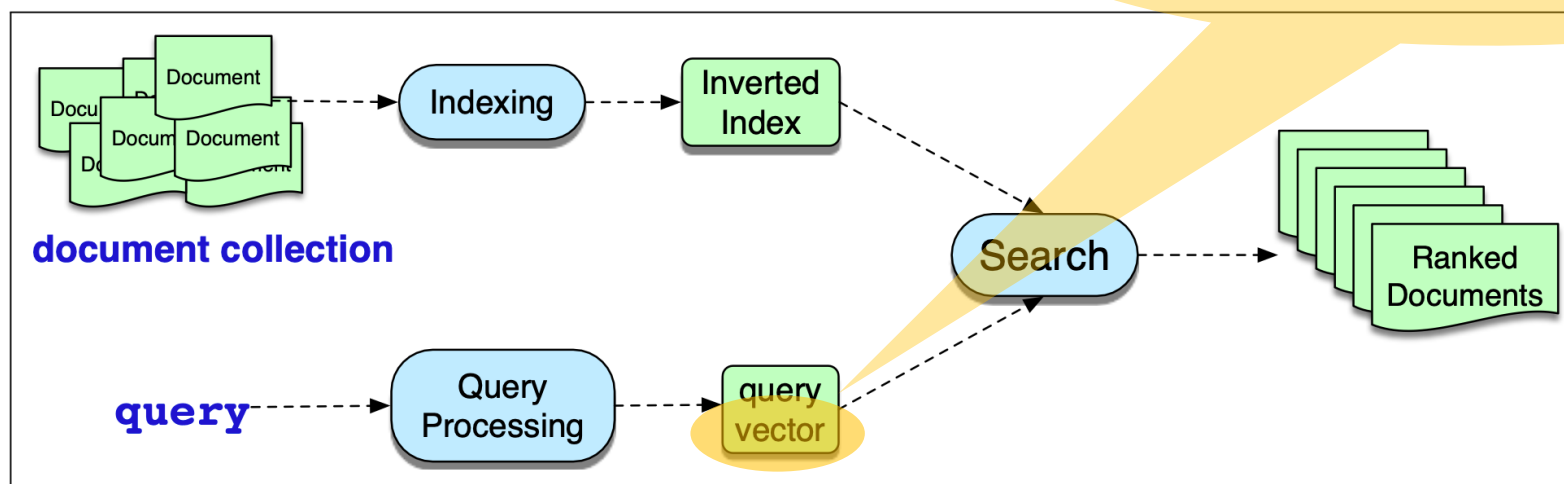 Document
Docu
Do
Docum
Document
Do
ment
document collection
Indexing
Inverted
Index
Search
Ranked
Documents
query
Query
Processing
query
vector